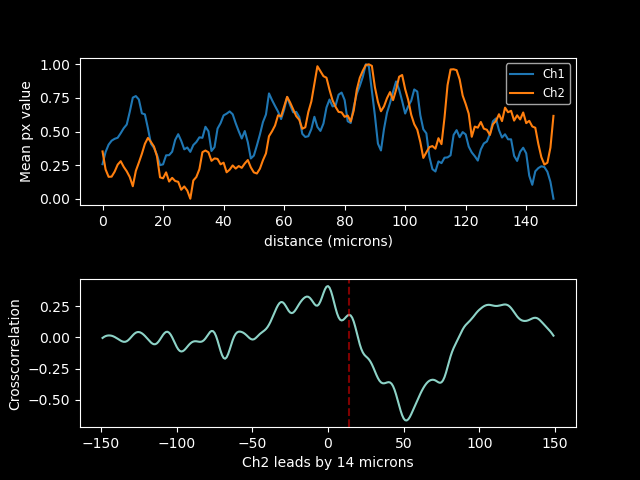 1.00
0.75
0.50
0.25
0.00
Mean px value
Ch1
Ch2
0 20 40 60 80 100 120 140
distance (microns)
0.25
0.00
−0.25
−0.50
Crosscorrelation
−150 −100 −50 0 50 100 150
Ch2 leads by 14 microns